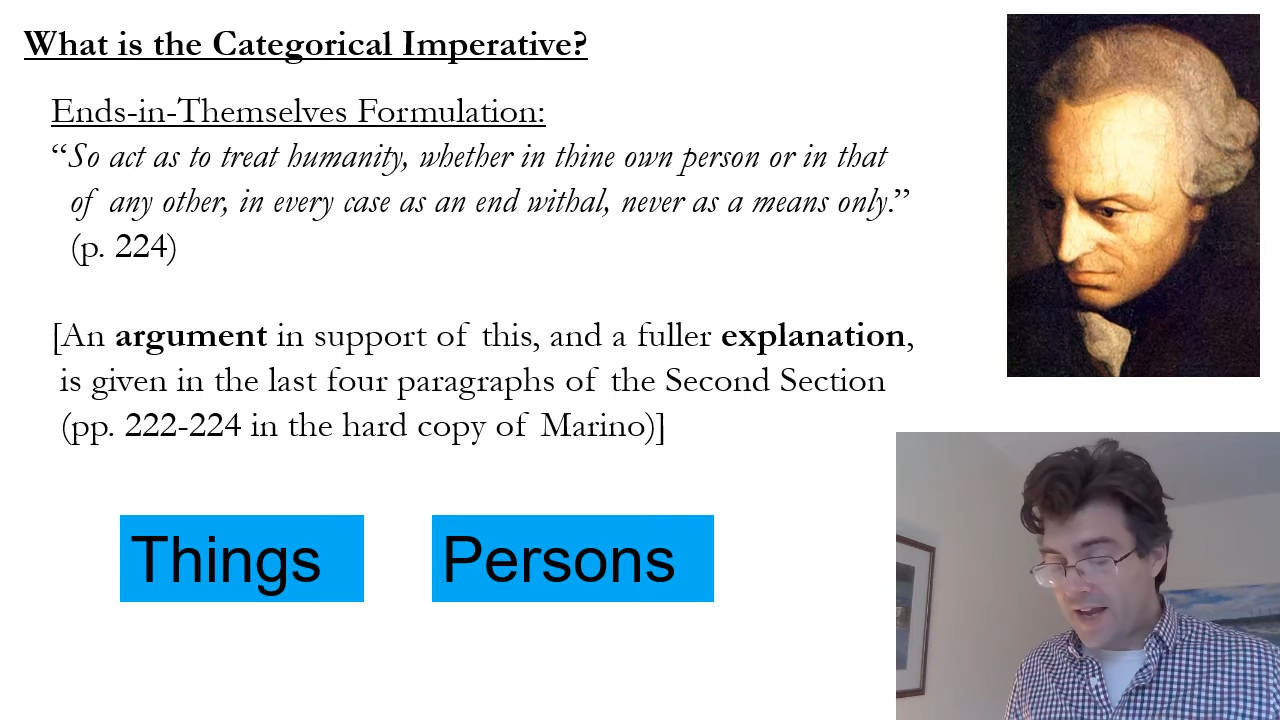 What is the Categorical Imperative?
Ends-in-Themselves Formulation:
“So act as to treat humanity, whether in thine own person or in that
of any other, in every case as an end withal, never as a means only.”
(p. 224)
[An argument in support of this, and a fuller explanation,
is given in the last four paragraphs of the Second Section
(pp. 222-224 in the hard copy of Marino)]
Things
Persons